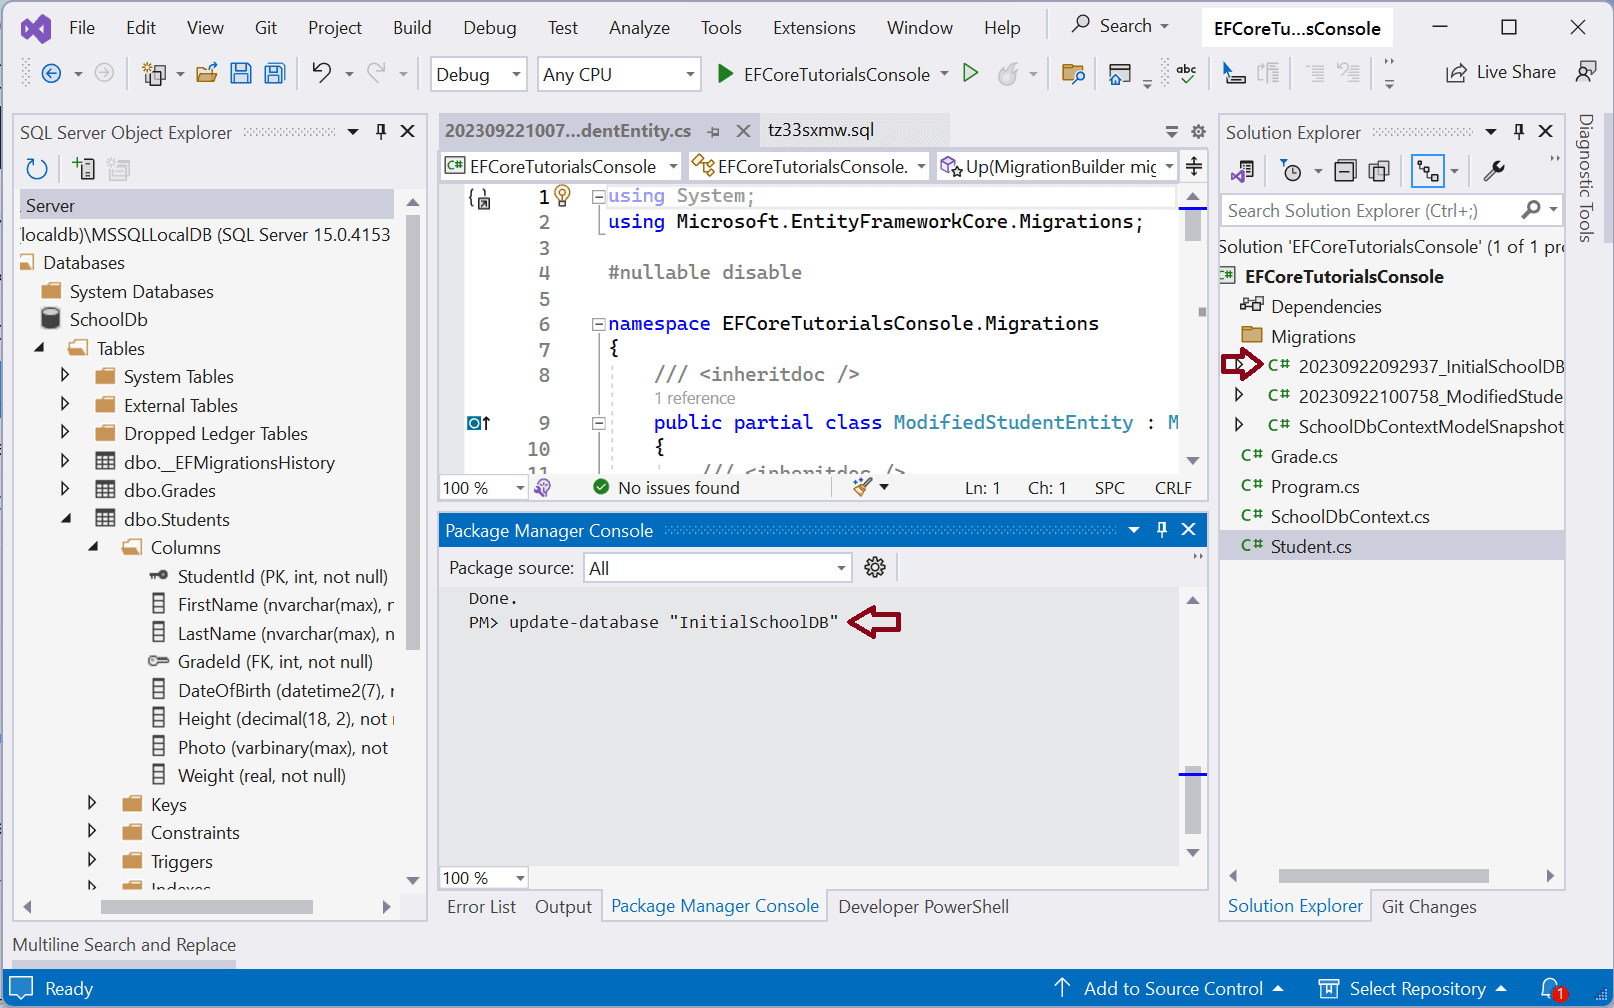 File Edit View Git Project Build Debug Test Analyze Tools Extensions Window Help Search EFCoreTu...sConsole
Debug Any CPU EFCoreTutorialsConsole abc Live Share
SQL Server Object Explorer
Server
localdb)\MSSQLLocalDB (SQL Server 15.0.4153
Databases
System Databases
SchoolDb
Tables
System Tables
External Tables
Dropped Ledger Tables
dbo.__EFMigrationsHistory
dbo.Grades
dbo.Students
Columns
StudentId (PK, int, not null)
FirstName (nvarchar(max), n
LastName (nvarchar(max), n
GradeId (FK, int, not null)
DateOfBirth (datetime2(7), r
Height (decimal(18, 2), not
Photo (varbinary(max), not
Weight (real, not null)
Keys
Constraints
Triggers
Indexes
202309221007...dentEntity.cs tz33sxmw.sql
C# EFCoreTutorialsConsole EFCoreTutorialsConsole. Up(MigrationBuilder mig
1 using System;
2 using Microsoft.EntityFrameworkCore.Migrations;
3
4 #nullable disable
5
6 namespace EFCoreTutorialsConsole.Migrations
7 {
8 /// <inheritdoc />
1 reference
9 public partial class ModifiedStudentEntity : M
10 {
11 /// <inheritdoc />
100 % No issues found Ln: 1 Ch: 1 SPC CRLF
Package Manager Console
Package source: All
Done.
PM> update-database "InitialSchoolDB"
100 %
Error List Output Package Manager Console Developer PowerShell
Solution Explorer
Search Solution Explorer (Ctrl+;)
Solution 'EFCoreTutorialsConsole' (1 of 1 pr
C# EFCoreTutorialsConsole
Dependencies
Migrations
C# 20230922092937_InitialSchoolDB
C# 20230922100758_ModifiedStude
C# SchoolDbContextModelSnapshot
C# Grade.cs
C# Program.cs
C# SchoolDbContext.cs
C# Student.cs
Solution Explorer Git Changes
Diagnostic Tools
Multiline Search and Replace
Ready Add to Source Control Select Repository 1